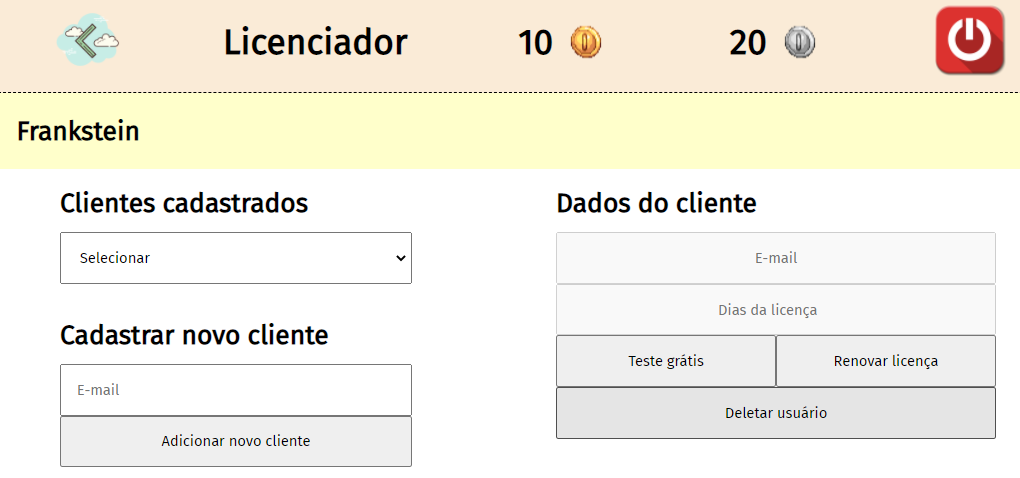 Licenciador 10 20
Frankstein
Clientes cadastrados
Selecionar
Cadastrar novo cliente
E-mail
Adicionar novo cliente
Dados do cliente
E-mail
Dias da licença
Teste grátis Renovar licença
Deletar usuário